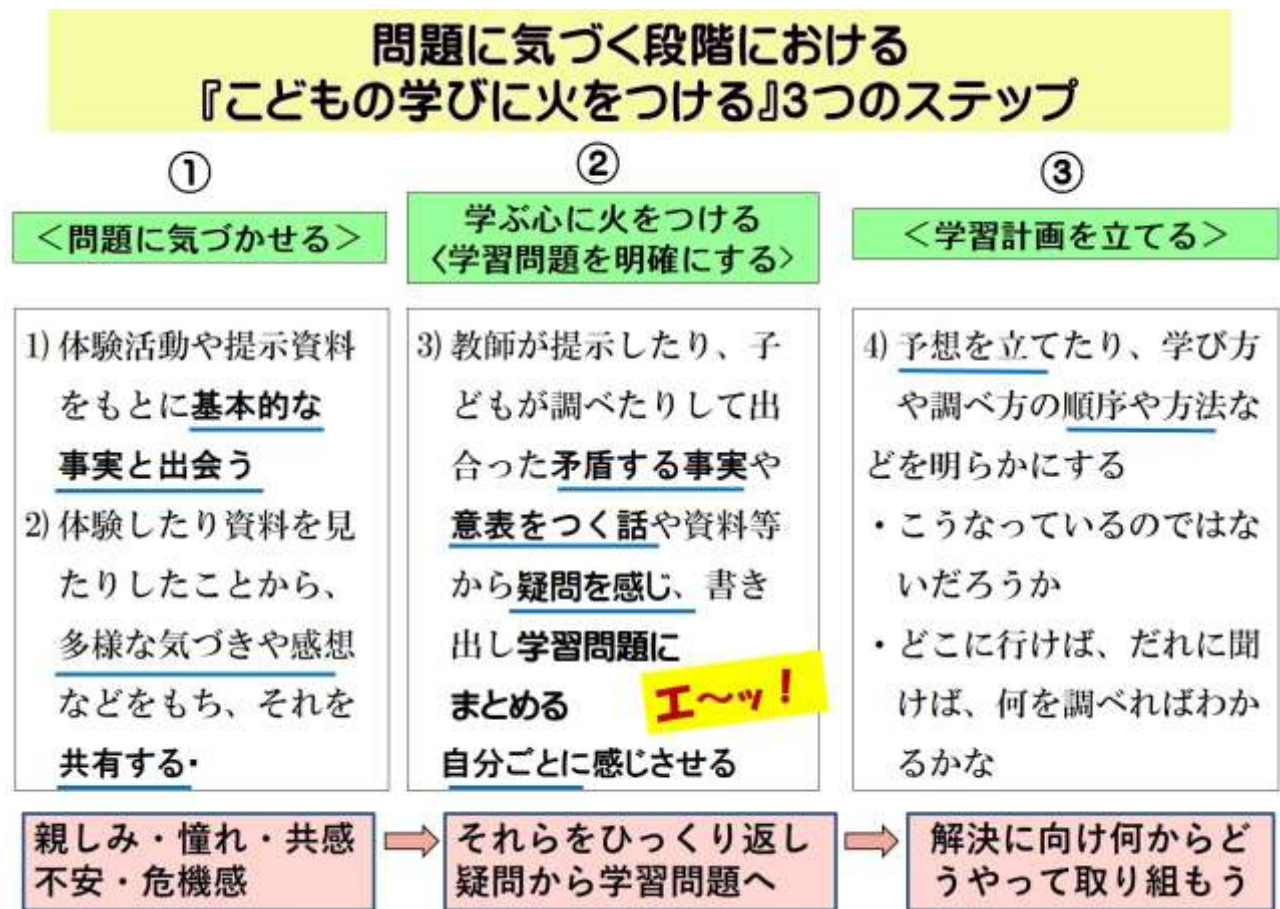 問題に気づく段階における
『こどもの学びに火をつける』3つのステップ
①
<問題に気づかせる>
1) 体験活動や提示資料
をもとに基本的な
事実と出会う
2) 体験したり資料を見
たりしたことから、
多様な気づきや感想
などをもち、それを
共有する・
親しみ・憧れ・共感
不安・危機感
②
学ぶ心に火をつける
〈学習問題を明確にする〉
3) 教師が提示したり、子
どもが調べたりして出
合った矛盾する事実や
意表をつく話や資料等
から疑問を感じ、書き
出し学習問題に
まとめる
エ～ッ!
自分ごとに感じさせる
それらをひっくり返し
疑問から学習問題へ
③
<学習計画を立てる>
4) 予想を立てたり、学び方
や調べ方の順序や方法な
どを明らかにする
・こうなっているのではな
いだろうか
・どこに行けば、だれに聞
けば、何を調べればわか
るかな
解決に向け何からど
うやって取り組もう